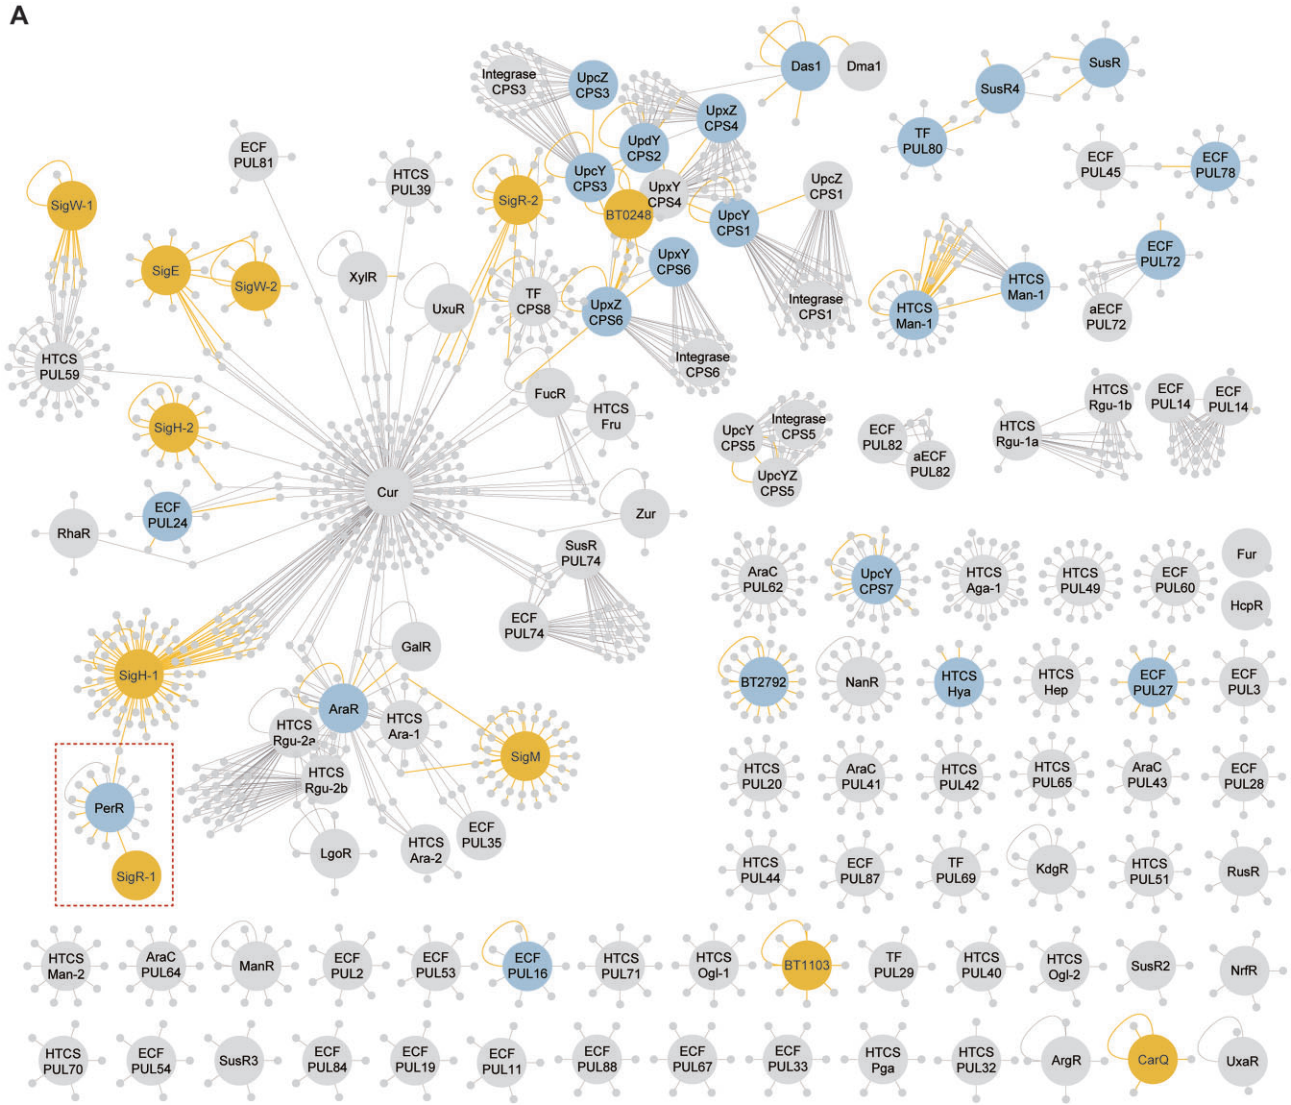 A
Integrase
CPS3
UpcZ
CPS3
Das1
Dma1
SusR
SusR4
UpxZ
CPS4
TF
PUL80
UpdY
CPS2
ECF
PUL81
HTCS
PUL39
UpcY
CPS3
UpxY
CPS4
UpcZ
CPS1
ECF
PUL45
ECF
PUL78
SigW-1
SigR-2
BT0248
UpcY
CPS1
SigE
SigW-2
XylR
UxuR
TF
CPS8
UpxY
CPS6
UpxZ
CPS6
Integrase
CPS1
HTCS
Man-1
HTCS
Man-1
ECF
PUL72
aECF
PUL72
HTCS
PUL59
Integrase
CPS6
FucR
HTCS
Fru
SigH-2
UpcY
CPS5
Integrase
CPS5
UpcYZ
CPS5
ECF
PUL82
aECF
PUL82
HTCS
Rgu-1a
HTCS
Rgu-1b
ECF
PUL14
ECF
PUL14
Cur
ECF
PUL24
RhaR
Zur
SusR
PUL74
ECF
PUL74
AraC
PUL62
UpcY
CPS7
HTCS
Aga-1
HTCS
PUL49
ECF
PUL60
Fur
HcpR
SigH-1
GalR
AraR
HTCS
Rgu-2a
HTCS
Ara-1
HTCS
Rgu-2b
SigM
BT2792
NanR
HTCS
Hya
HTCS
Hep
ECF
PUL27
ECF
PUL3
PerR
SigR-1
LgoR
HTCS
Ara-2
ECF
PUL35
HTCS
PUL20
AraC
PUL41
HTCS
PUL42
HTCS
PUL65
AraC
PUL43
ECF
PUL28
HTCS
PUL44
ECF
PUL87
TF
PUL69
KdgR
HTCS
PUL51
RusR
HTCS
Man-2
AraC
PUL64
ManR
ECF
PUL2
ECF
PUL53
ECF
PUL16
HTCS
PUL71
HTCS
Ogl-1
BT1103
TF
PUL29
HTCS
PUL40
HTCS
Ogl-2
SusR2
NrfR
HTCS
PUL70
ECF
PUL54
SusR3
ECF
PUL84
ECF
PUL19
ECF
PUL11
ECF
PUL88
ECF
PUL67
ECF
PUL33
HTCS
Pga
HTCS
PUL32
ArgR
CarQ
UxaR